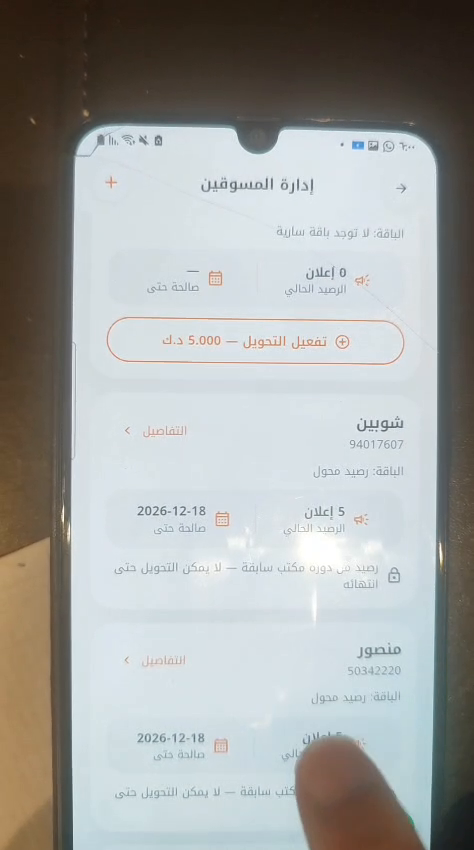 ٦:٠٠
إدارة المسوقين
الباقة: لا توجد باقة سارية
0 إعلان
—
الرصيد الحالي
صالحة حتى
تفعيل التحويل — 5.000 د.ك
شوبين
التفاصيل
94017607
الباقة: رصيد محول
5 إعلان
2026-12-18
الرصيد الحالي
صالحة حتى
رصيد من دورة مكتب سابقة — لا يمكن التحويل حتى
انتهائه
منصور
التفاصيل
50342220
الباقة: رصيد محول
2026-12-18
صالحة حتى
سابقة — لا يمكن التحويل حتى